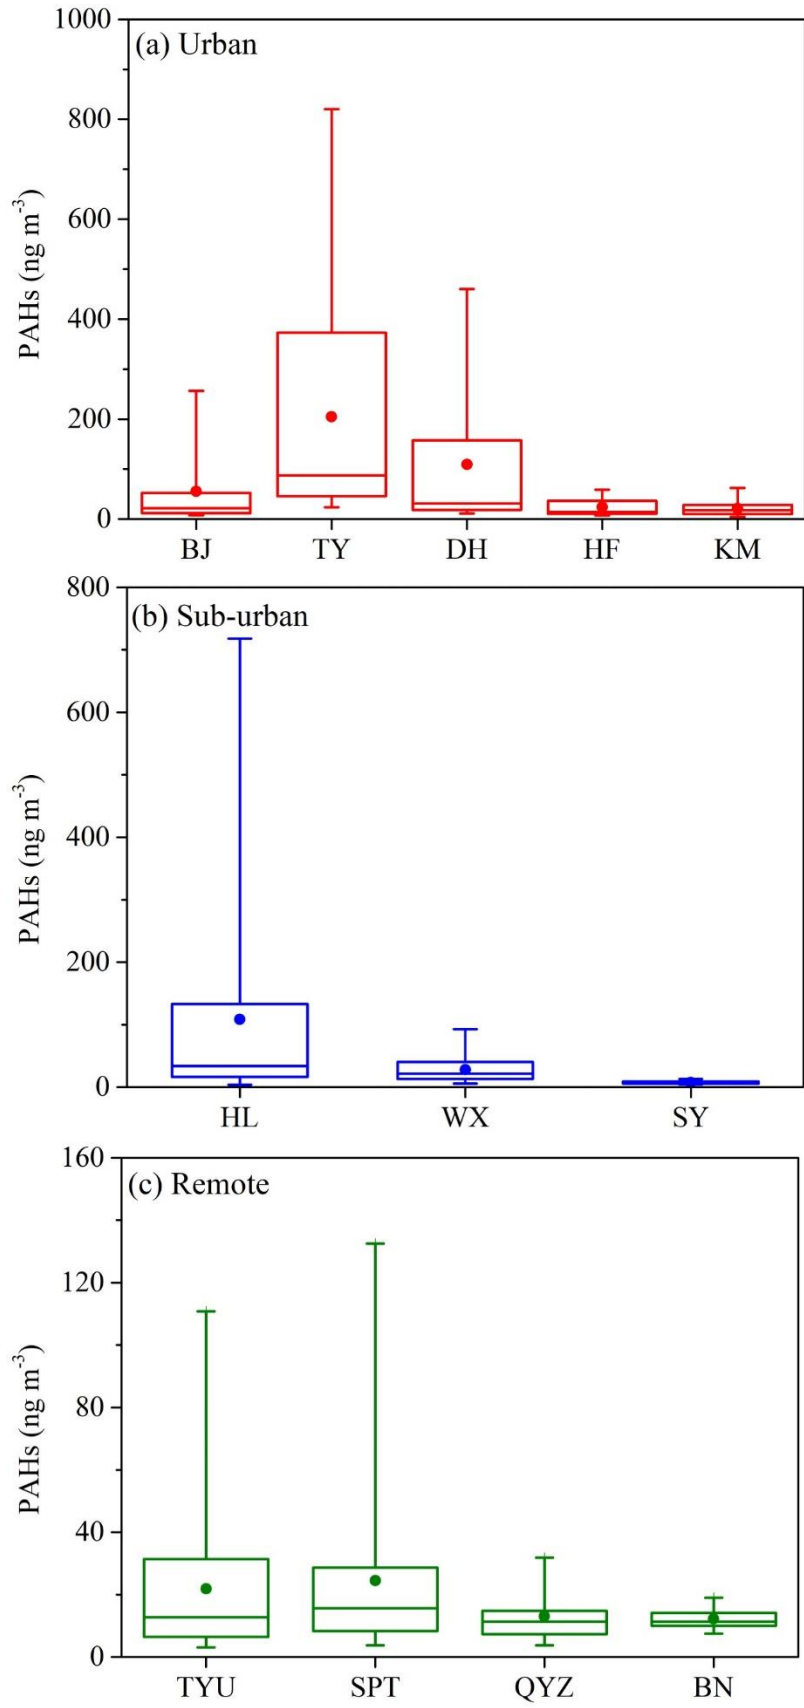 (a) Urban
1000
800
600
400
200
0
PAHs (ng m⁻³)
BJ TY DH HF KM
(b) Sub-urban
800
600
400
200
0
PAHs (ng m⁻³)
HL WX SY
(c) Remote
160
120
80
40
0
PAHs (ng m⁻³)
TYU SPT QYZ BN